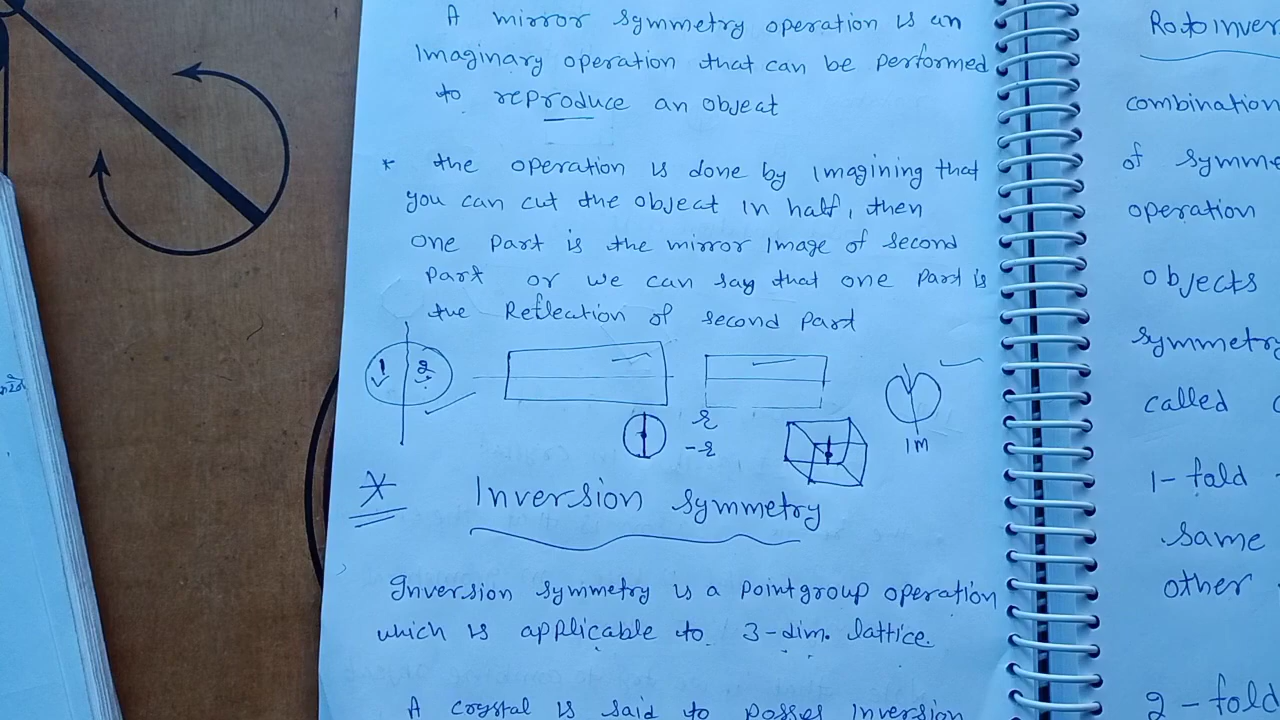 A mirror symmetry operation is an
Imaginary operation that can be performed
to reproduce an object
* the operation is done by imagining that
you can cut the object in half, then
one part is the mirror image of second
part or we can say that one part is
the Reflection of second part
1 2
r
-r
1m
* Inversion symmetry
Inversion symmetry is a pointgroup operation
which is applicable to 3-dim. lattice.
A crystal is said to posses inversion
Rotoinver
combination
of symme
operation
objects
symmetry
called
1-fold
same
other
2-fold